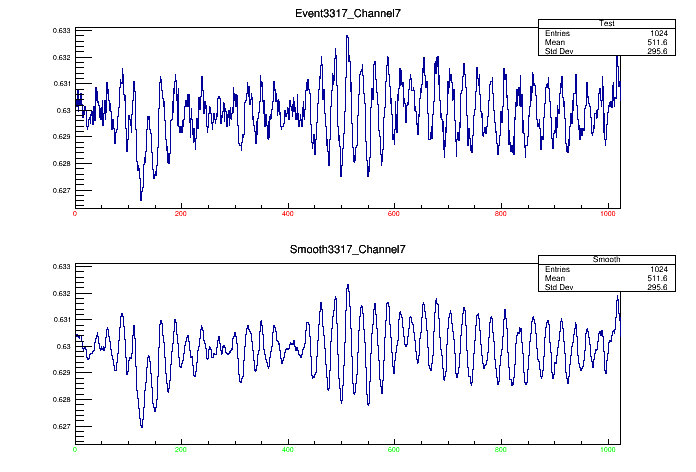 Event3317_Channel7
Test
Entries 1024
Mean 511.6
Std Dev 295.6
0.633
0.632
0.631
0.63
0.629
0.628
0.627
0 200 400 600 800 1000
Smooth3317_Channel7
Smooth
Entries 1024
Mean 511.6
Std Dev 295.6
0.633
0.632
0.631
0.63
0.629
0.628
0.627
0 200 400 600 800 1000